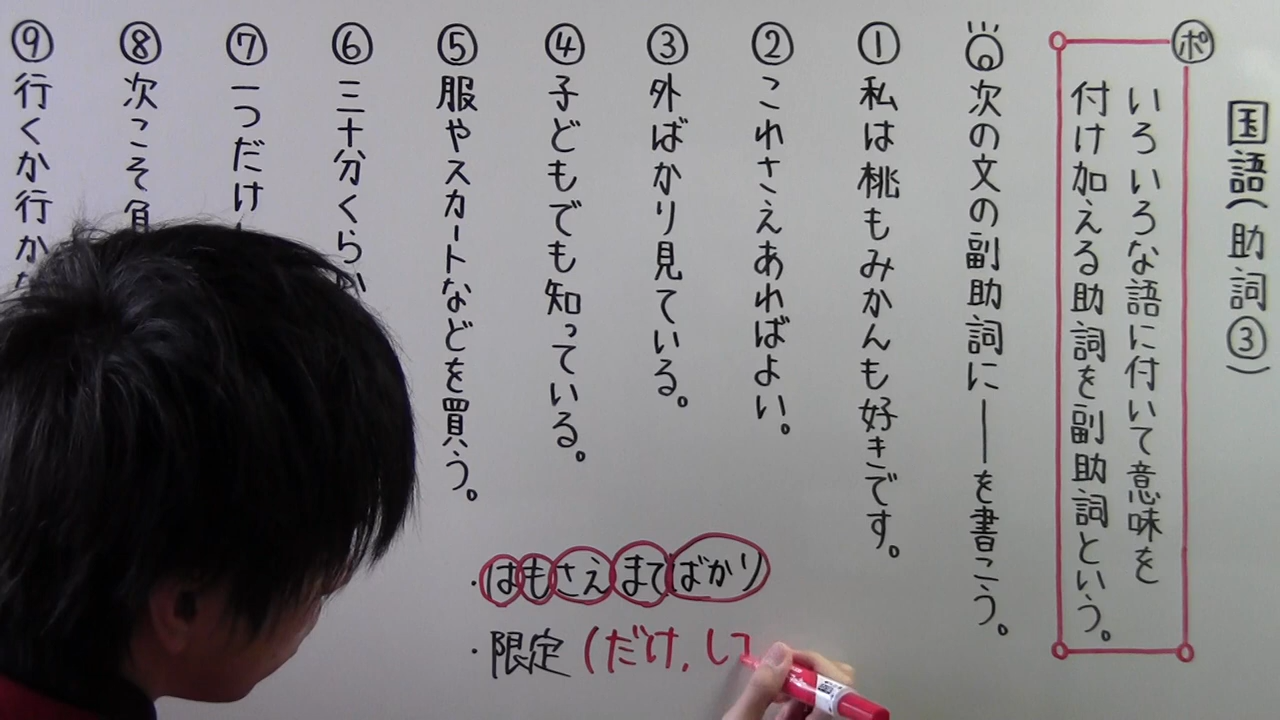 国語(助詞③)
ポ
いろいろな語に付いて意味を
付け加える助詞を副助詞という。
次の文の副助詞に――を書こう。
① 私は桃もみかんも好きです。
② これさえあればよい。
③ 外ばかり見ている。
④ 子どもでも知っている。
⑤ 服やスカートなどを買う。
⑥ 三十分くらい
⑦ 一つだけ
⑧ 次こそ負
⑨ 行くか行か
・はもさえまでばかり
・限定(だけ,し